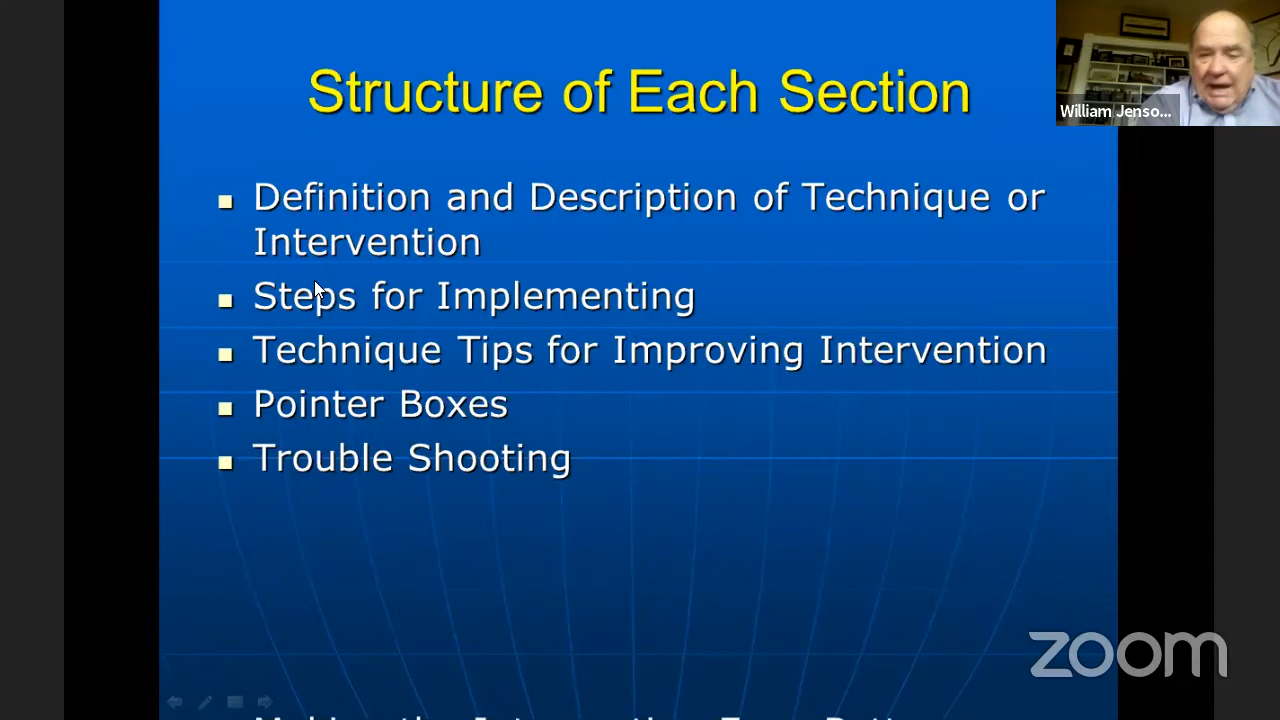 Structure of Each Section
William Jenso...
Definition and Description of Technique or
Intervention
Steps for Implementing
Technique Tips for Improving Intervention
Pointer Boxes
Trouble Shooting
zoom